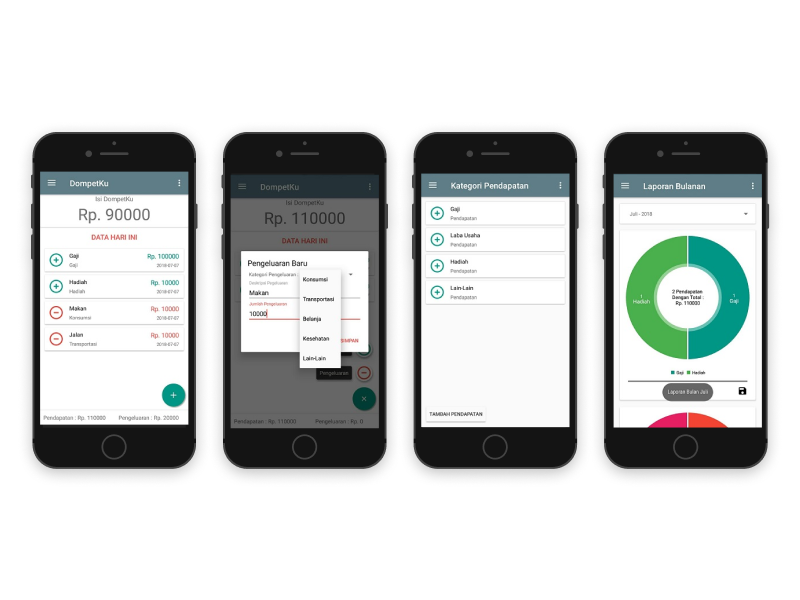 DompetKu
Isi DompetKu
Rp. 90000
DATA HARI INI
Gaji Rp. 100000
Gaji 2018-07-07
Hadiah Rp. 10000
Hadiah 2018-07-07
Makan Rp. 10000
Konsumsi 2018-07-07
Jalan Rp. 10000
Transportasi 2018-07-07
Pendapatan : Rp. 110000 Pengeluaran : Rp. 20000
DompetKu
Isi DompetKu
Rp. 110000
DATA HARI INI
Pengeluaran Baru
Kategori Pengeluaran :
Konsumsi
Makan
Transportasi
Jumlah Pengeluaran
10000
Belanja
Kesehatan
Lain-Lain
Pengeluaran
Pendapatan : Rp. 110000 Pengeluaran : Rp. 0
Kategori Pendapatan
Gaji
Pendapatan
Laba Usaha
Pendapatan
Hadiah
Pendapatan
Lain-Lain
Pendapatan
TAMBAH PENDAPATAN
Laporan Bulanan
Juli - 2018
2 Pendapatan
Dengan Total :
Rp. 110000
1
Hadiah
1
Gaji
Gaji Hadiah
Laporan Bulan Juli